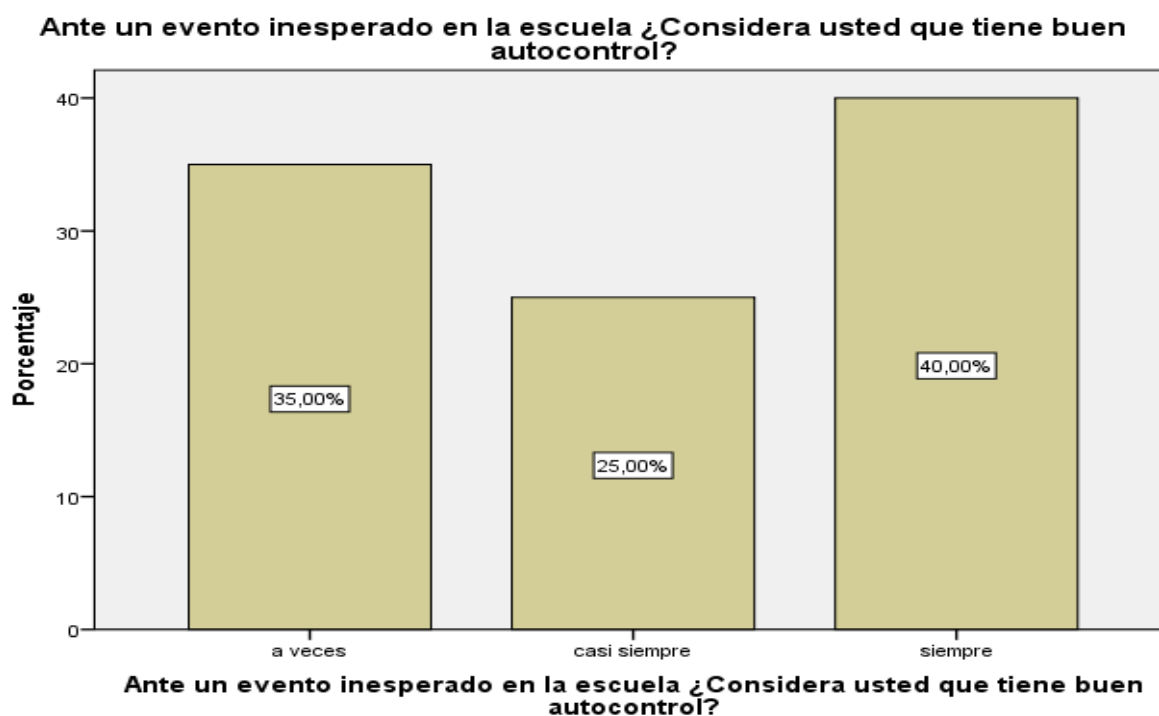 Ante un evento inesperado en la escuela ¿Considera usted que tiene buen
autocontrol?
Porcentaje
40
30
20
10
0
35,00%
25,00%
40,00%
a veces
casi siempre
siempre
Ante un evento inesperado en la escuela ¿Considera usted que tiene buen
autocontrol?